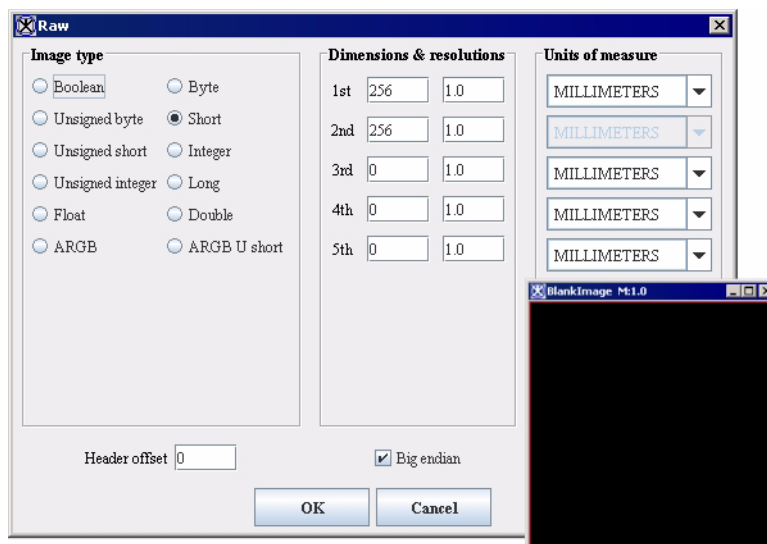 Raw
Image type
Boolean
Byte
Unsigned byte
Short
Unsigned short
Integer
Unsigned integer
Long
Float
Double
ARGB
ARGB U short
Dimensions & resolutions
1st 256 1.0
2nd 256 1.0
3rd 0 1.0
4th 0 1.0
5th 0 1.0
Units of measure
MILLIMETERS
MILLIMETERS
MILLIMETERS
MILLIMETERS
MILLIMETERS
Header offset 0
Big endian
OK
Cancel
BlankImage M:1.0